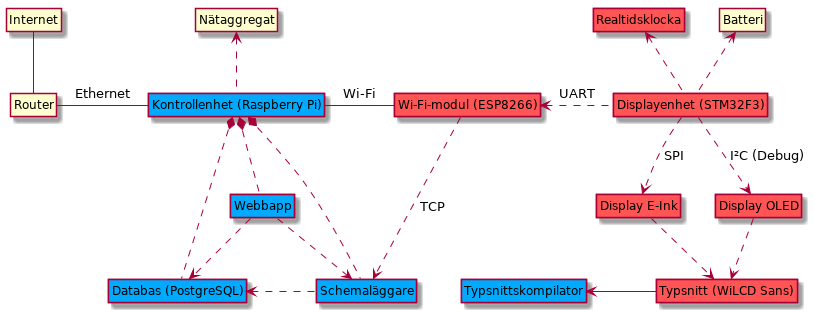 Internet
Nätaggregat
Realtidsklocka
Batteri
Router
Ethernet
Kontrollenhet (Raspberry Pi)
Wi-Fi
Wi-Fi-modul (ESP8266)
UART
Displayenhet (STM32F3)
SPI
I²C (Debug)
Webbapp
TCP
Display E-Ink
Display OLED
Databas (PostgreSQL)
Schemaläggare
Typsnittskompilator
Typsnitt (WiLCD Sans)